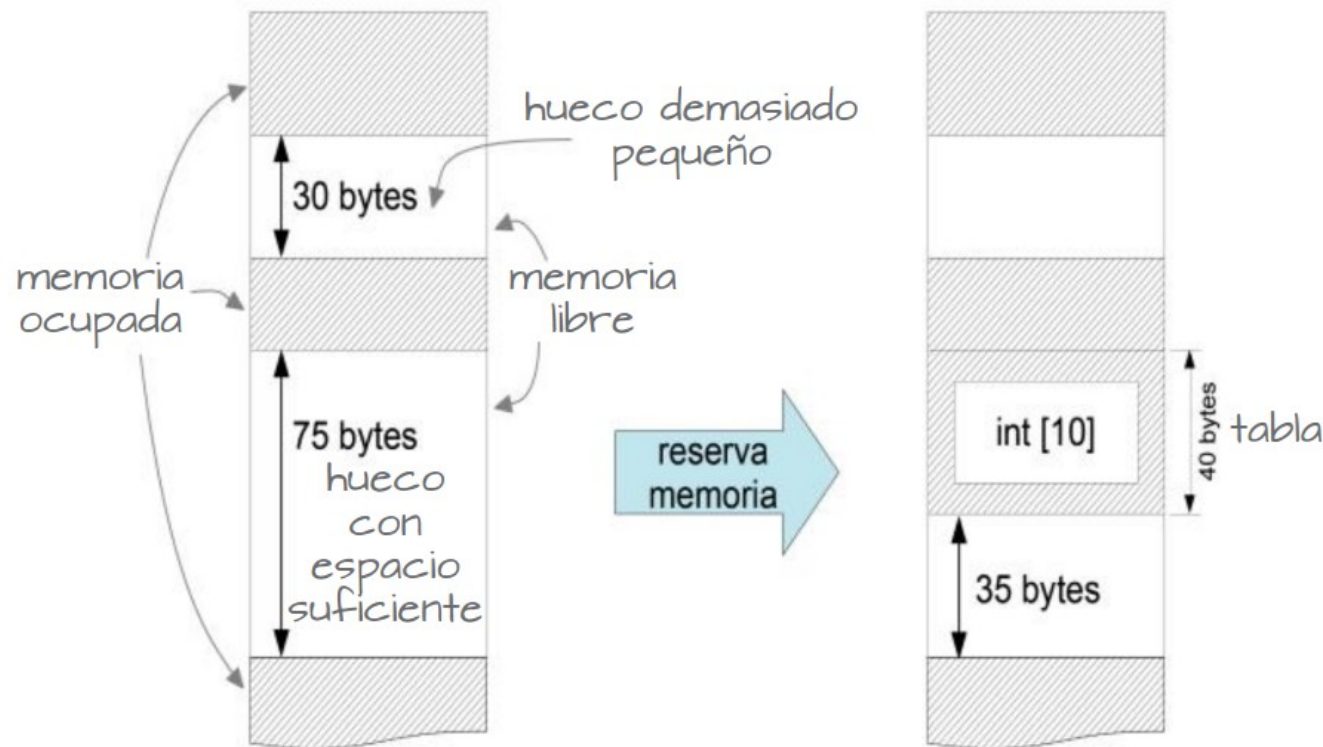 hueco demasiado
pequeño
30 bytes
memoria
ocupada
memoria
libre
75 bytes
hueco
con
espacio
suficiente
reserva
memoria
int [10]
40 bytes
tabla
35 bytes